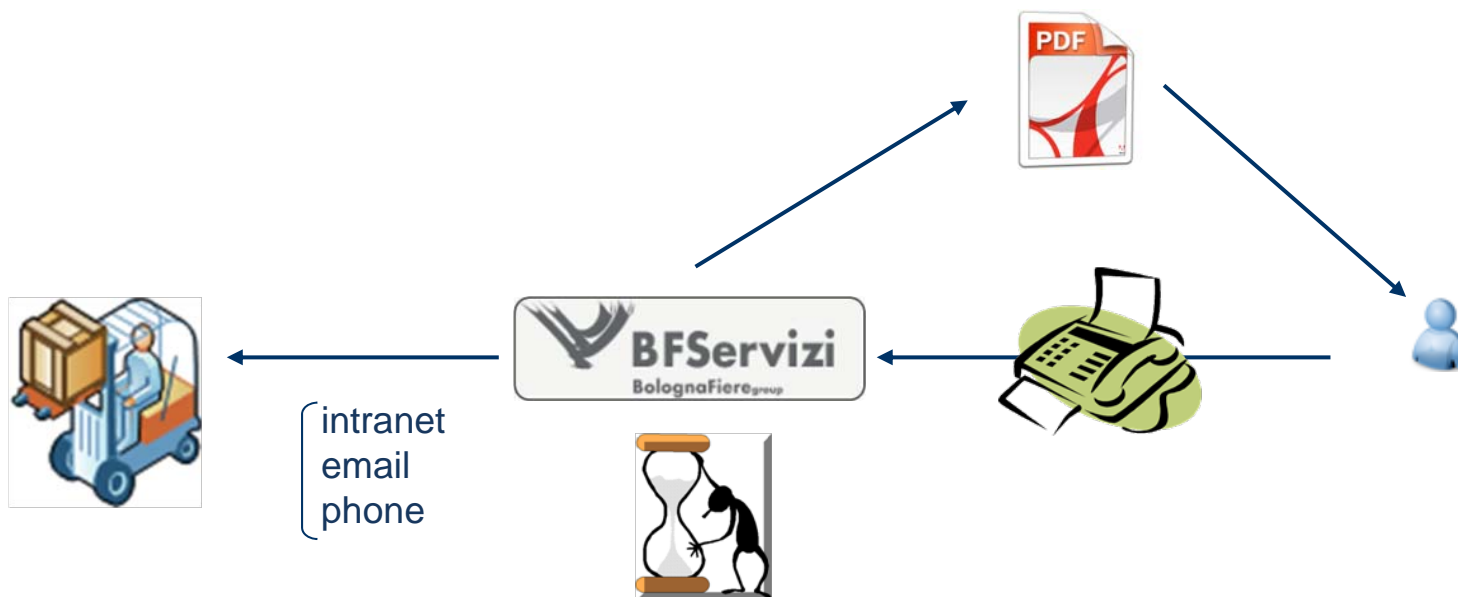 PDF
BFServizi
BolognaFieregroup
intranet
email
phone